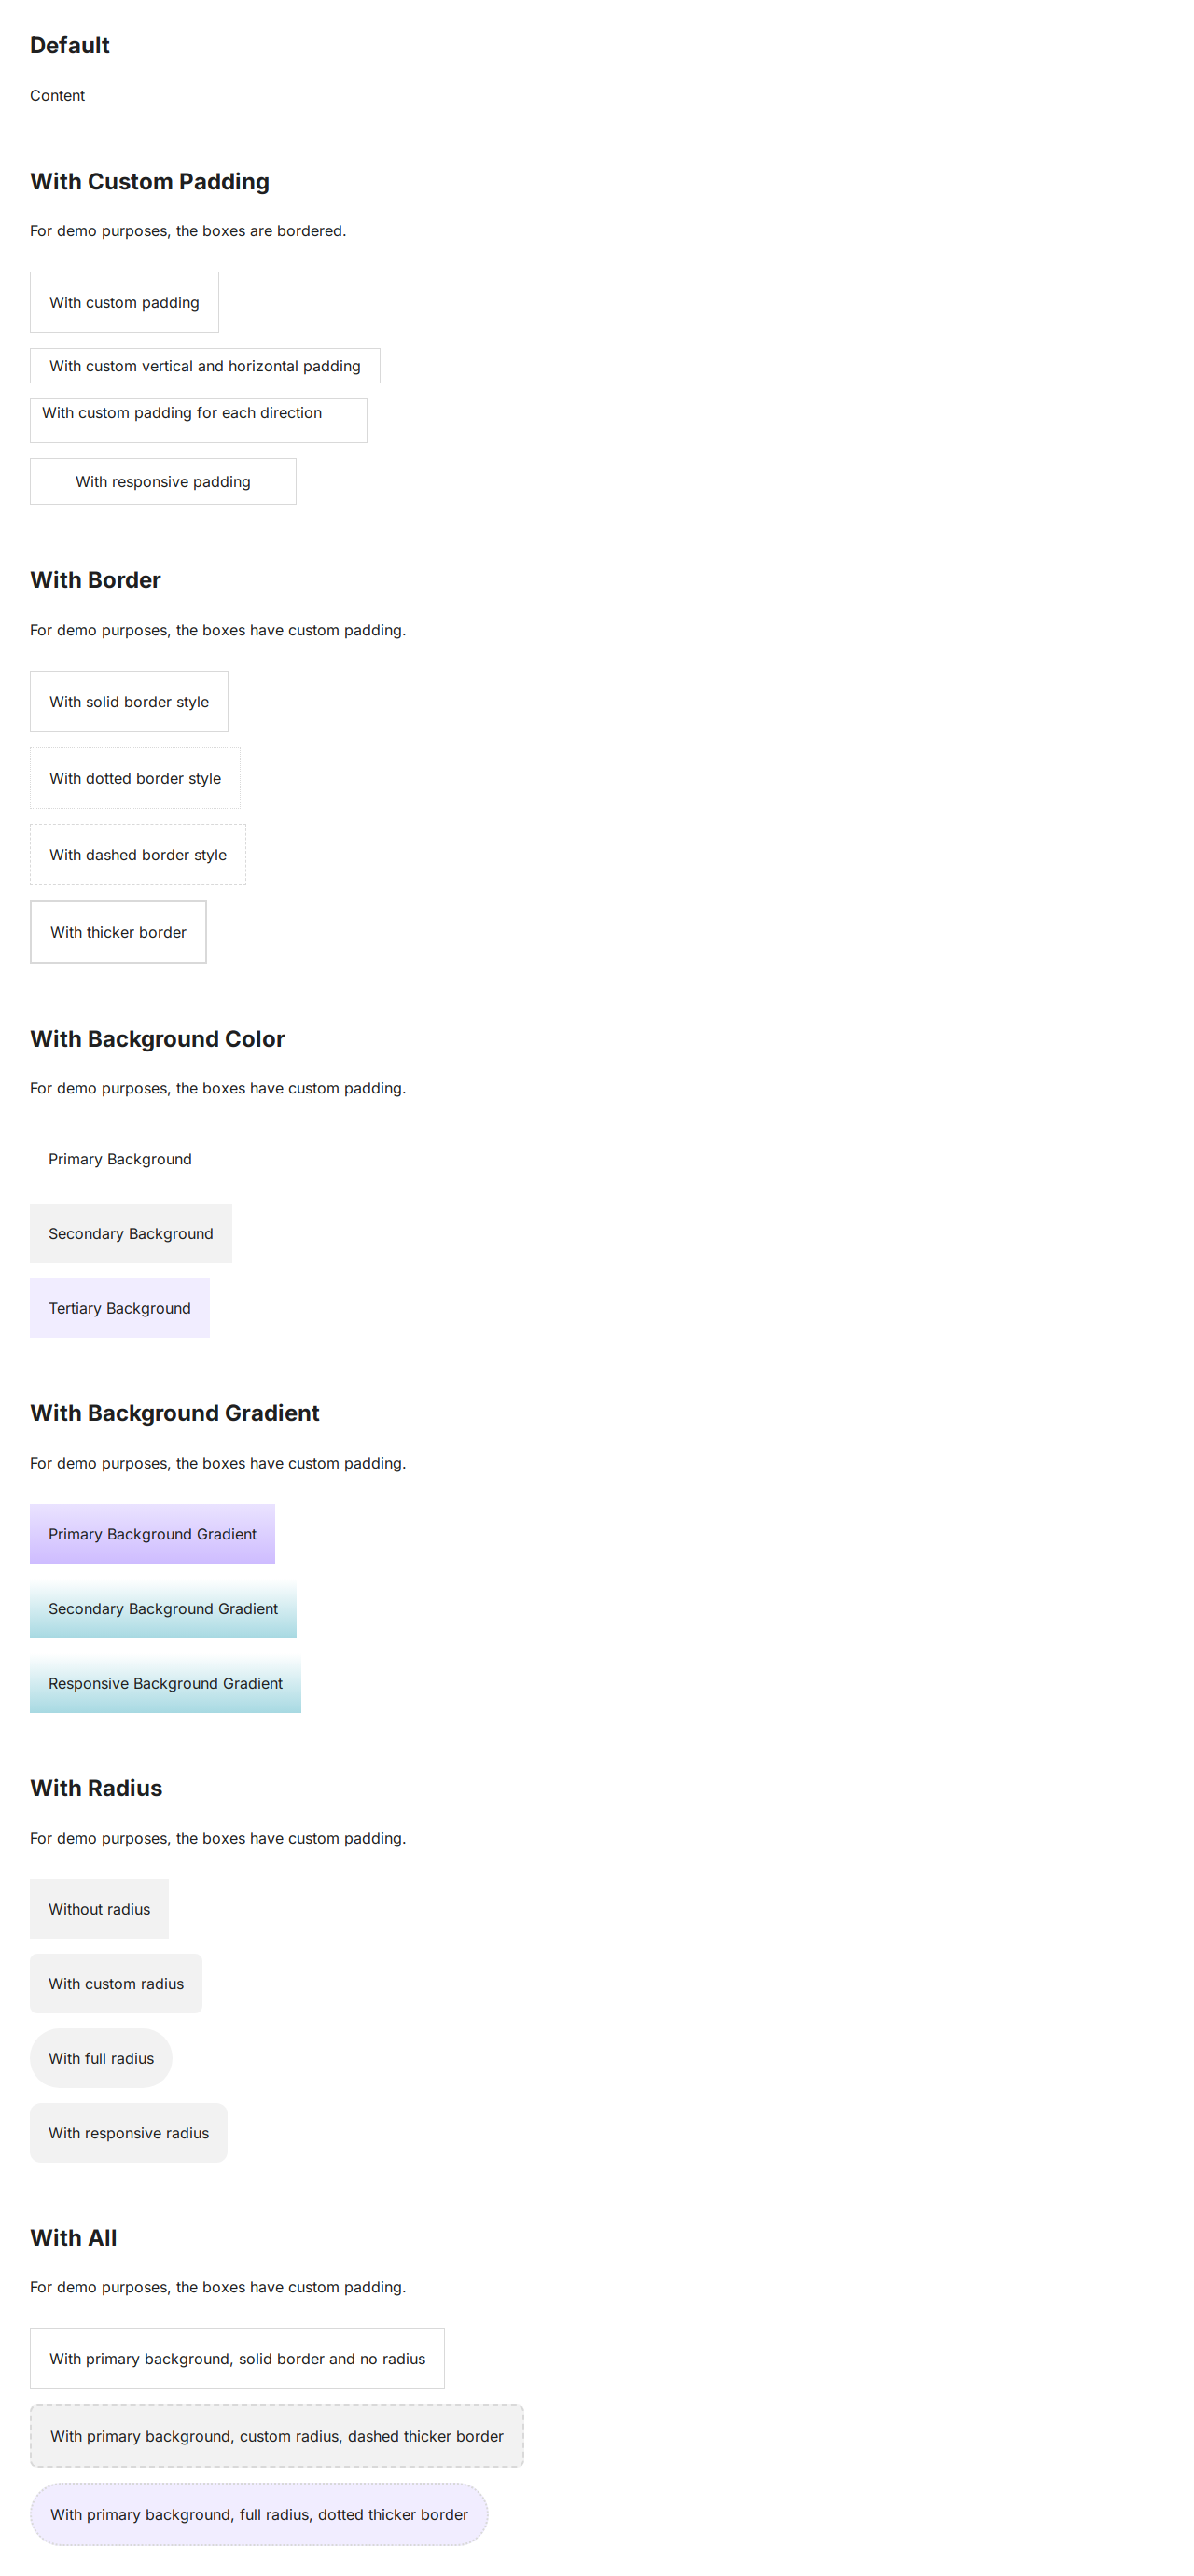 Default
Content
With Custom Padding
For demo purposes, the boxes are bordered.
With custom padding
With custom vertical and horizontal padding
With custom padding for each direction
With responsive padding
With Border
For demo purposes, the boxes have custom padding.
With solid border style
With dotted border style
With dashed border style
With thicker border
With Background Color
For demo purposes, the boxes have custom padding.
Primary Background
Secondary Background
Tertiary Background
With Background Gradient
For demo purposes, the boxes have custom padding.
Primary Background Gradient
Secondary Background Gradient
Responsive Background Gradient
With Radius
For demo purposes, the boxes have custom padding.
Without radius
With custom radius
With full radius
With responsive radius
With All
For demo purposes, the boxes have custom padding.
With primary background, solid border and no radius
With primary background, custom radius, dashed thicker border
With primary background, full radius, dotted thicker border